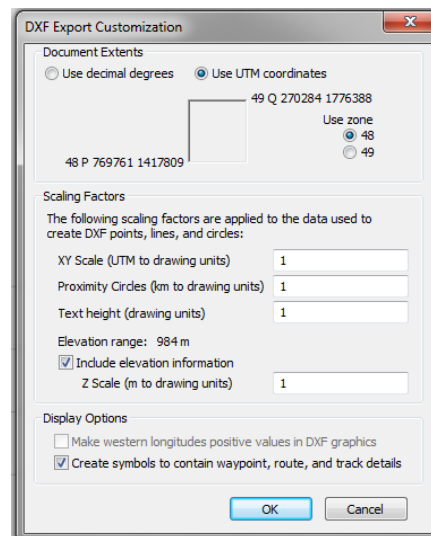 DXF Export Customization
Document Extents
Use decimal degrees
Use UTM coordinates
49 Q 270284 1776388
Use zone
48
49
48 P 769761 1417809
Scaling Factors
The following scaling factors are applied to the data used to
create DXF points, lines, and circles:
XY Scale (UTM to drawing units) 1
Proximity Circles (km to drawing units) 1
Text height (drawing units) 1
Elevation range: 984 m
Include elevation information
Z Scale (m to drawing units) 1
Display Options
Make western longitudes positive values in DXF graphics
Create symbols to contain waypoint, route, and track details
OK Cancel